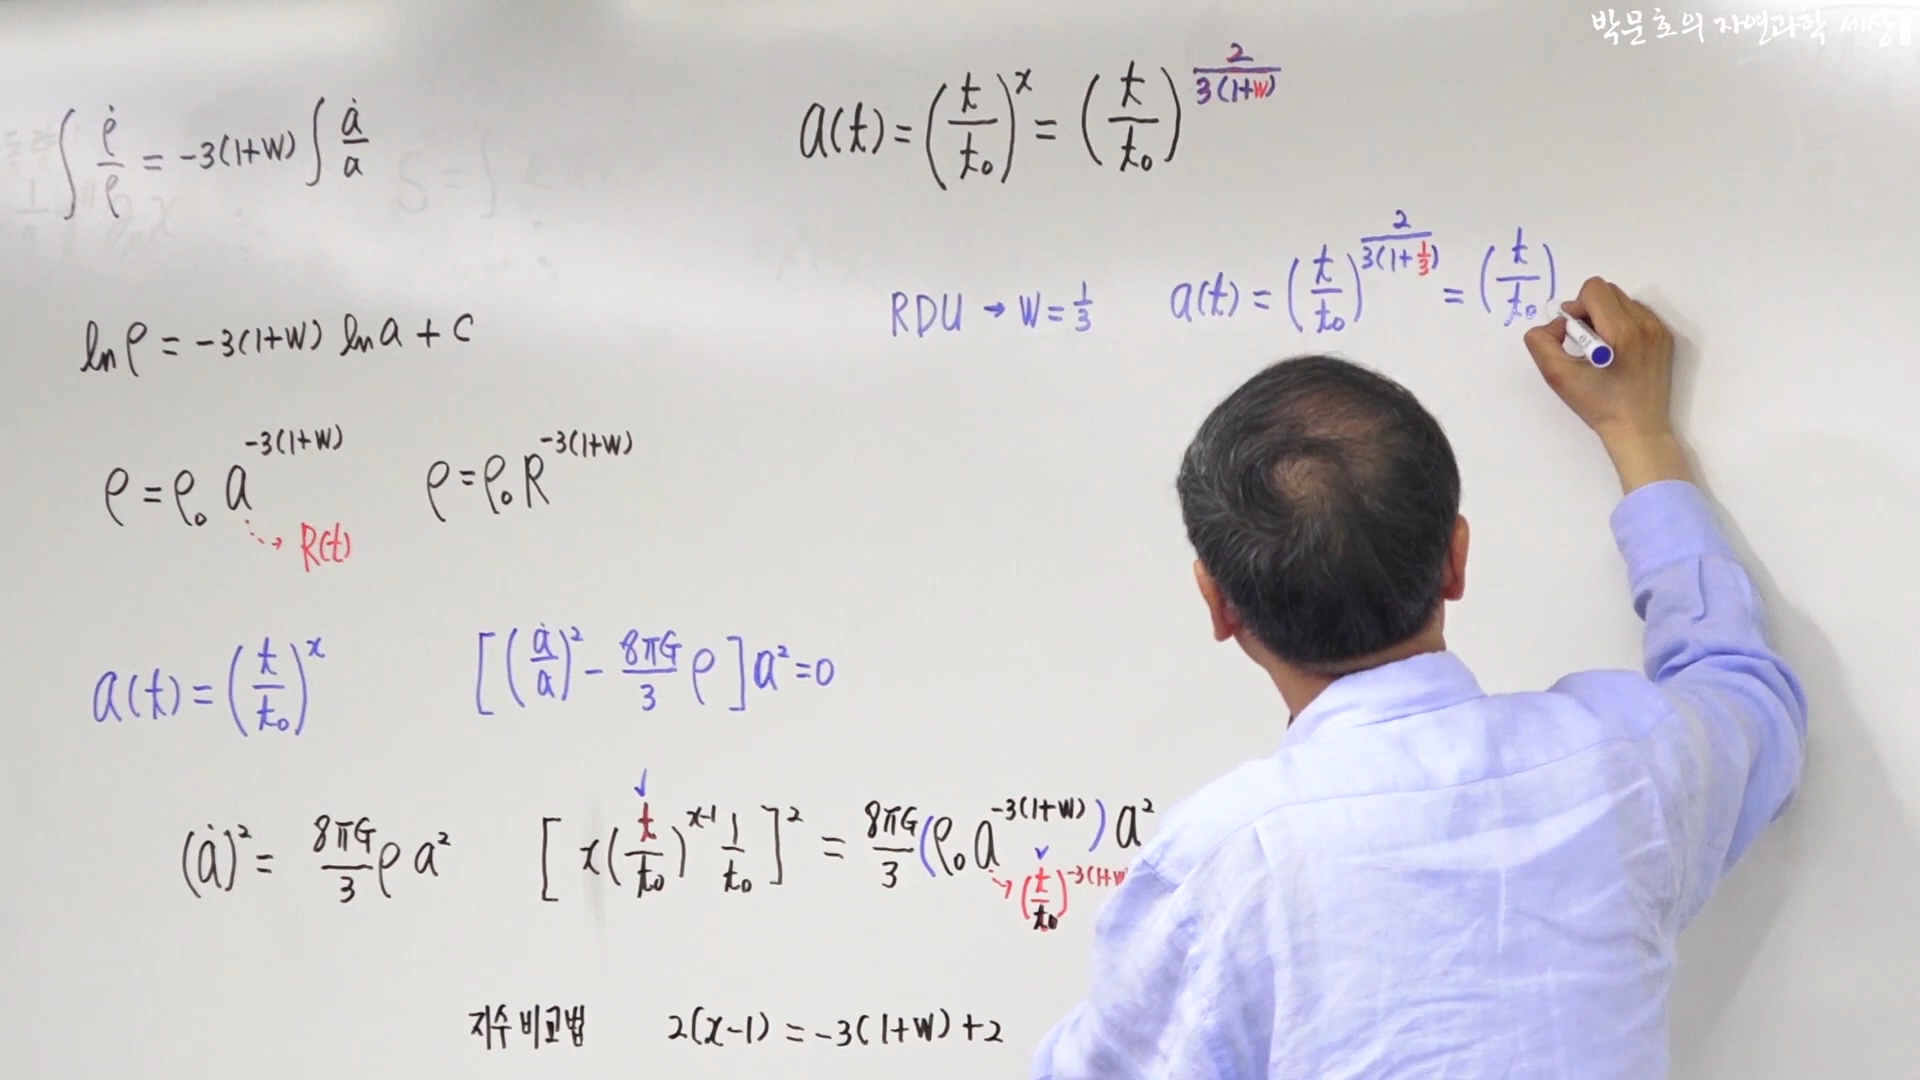 박문호의 자연과학 세상
∫ ρ̇/ρ = -3(1+W) ∫ ȧ/a
ln ρ = -3(1+W) ln a + C
ρ = ρ₀ a^{-3(1+W)}    ρ = ρ₀ R^{-3(1+W)}
R(t)
a(t) = (t/t₀)^x    [(ȧ/a)² - 8πG/3 ρ] a² = 0
(ȧ)² = 8πG/3 ρ a²    [x(t/t₀)^{x-1} 1/t₀]² = 8πG/3 (ρ₀ a^{-3(1+W)}) a²
(t/t₀)^{-3(1+W
지수 비교법    2(x-1) = -3(1+W)+2
a(t) = (t/t₀)^x = (t/t₀)^{2/3(1+W)}
RDU → W = 1/3    a(t) = (t/t₀)^{2/3(1+1/3)} = (t/t₀)